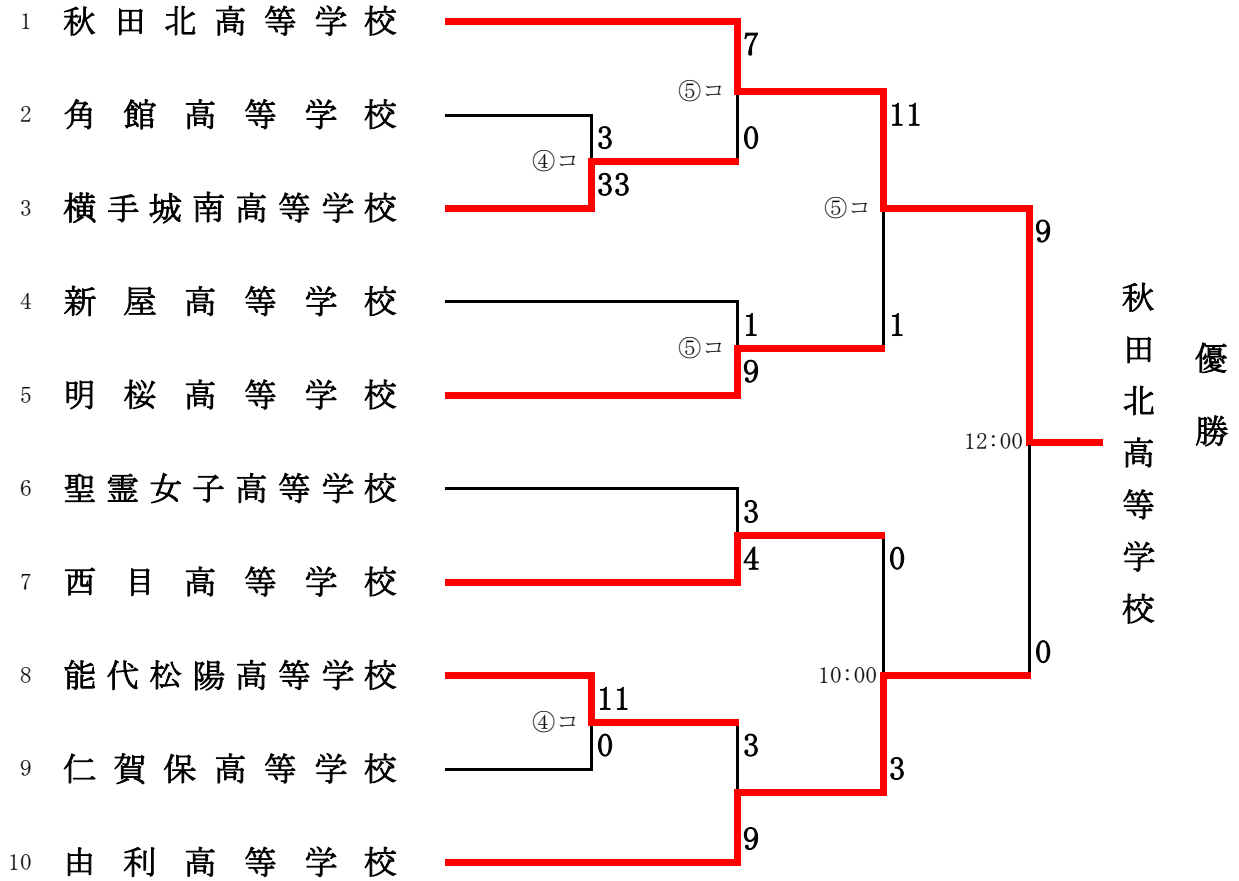 1 秋田北高等学校
7
⑤コ
2 角館高等学校
11
3
0
④コ
33
3 横手城南高等学校
⑤コ
9
4 新屋高等学校
1
1
⑤コ
9
5 明桜高等学校
秋田北高等学校
優勝
12:00
6 聖霊女子高等学校
3
4
0
7 西目高等学校
0
8 能代松陽高等学校
10:00
11
④コ
0
3
3
9 仁賀保高等学校
9
10 由利高等学校